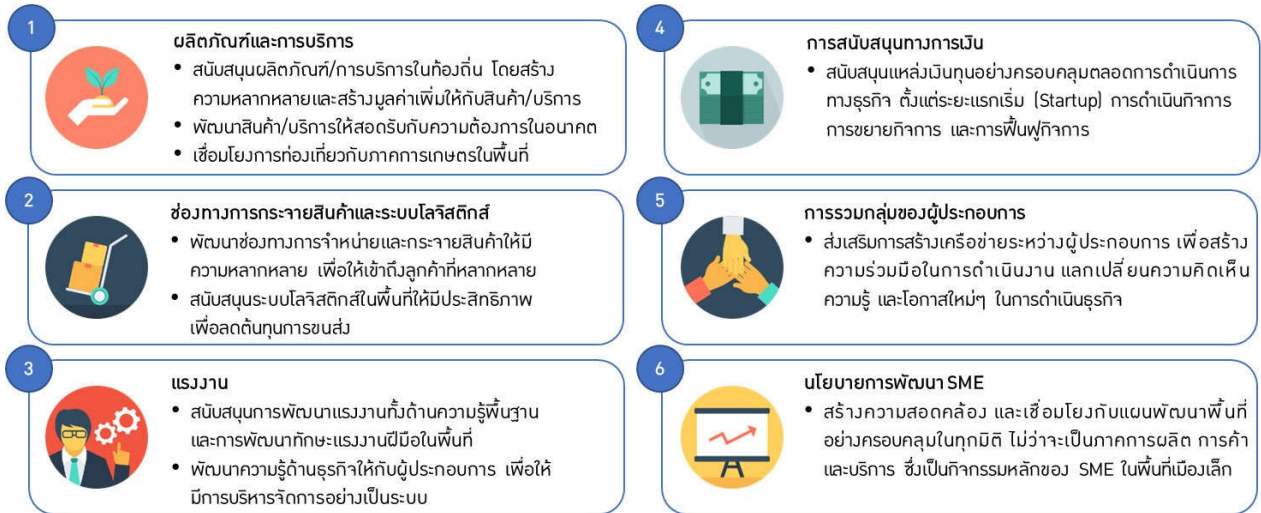 1
ผลิตภัณฑ์และการบริการ
• สนับสนุนผลิตภัณฑ์/การบริการในท้องถิ่น โดยสร้าง
ความหลากหลายและสร้างมูลค่าเพิ่มให้กับสินค้า/บริการ
• พัฒนาสินค้า/บริการให้สอดรับกับความต้องการในอนาคต
• เชื่อมโยงการท่องเที่ยวกับภาคการเกษตรในพื้นที่
2
ช่องทางการกระจายสินค้าและระบบโลจิสติกส์
• พัฒนาช่องทางการจำหน่ายและกระจายสินค้าให้มี
ความหลากหลาย เพื่อให้เข้าถึงลูกค้าที่หลากหลาย
• สนับสนุนระบบโลจิสติกส์ในพื้นที่ให้มีประสิทธิภาพ
เพื่อลดต้นทุนการขนส่ง
3
แรงงาน
• สนับสนุนการพัฒนาแรงงานทั้งด้านความรู้พื้นฐาน
และการพัฒนาทักษะแรงงานฝีมือในพื้นที่
• พัฒนาความรู้ด้านธุรกิจให้กับผู้ประกอบการ เพื่อให้
มีการบริหารจัดการอย่างเป็นระบบ
4
การสนับสนุนทางการเงิน
• สนับสนุนแหล่งเงินทุนอย่างครอบคลุมตลอดการดำเนินการ
ทางธุรกิจ ตั้งแต่ระยะแรกเริ่ม (Startup) การดำเนินกิจการ
การขยายกิจการ และการฟื้นฟูกิจการ
5
การรวมกลุ่มของผู้ประกอบการ
• ส่งเสริมการสร้างเครือข่ายระหว่างผู้ประกอบการ เพื่อสร้าง
ความร่วมมือในการดำเนินงาน แลกเปลี่ยนความคิดเห็น
ความรู้ และโอกาสใหม่ๆ ในการดำเนินธุรกิจ
6
นโยบายการพัฒนา SME
• สร้างความสอดคล้อง และเชื่อมโยงกับแผนพัฒนาพื้นที่
อย่างครอบคลุมในทุกมิติ ไม่ว่าจะเป็นภาคการผลิต การค้า
และบริการ ซึ่งเป็นกิจกรรมหลักของ SME ในพื้นที่เมืองเล็ก